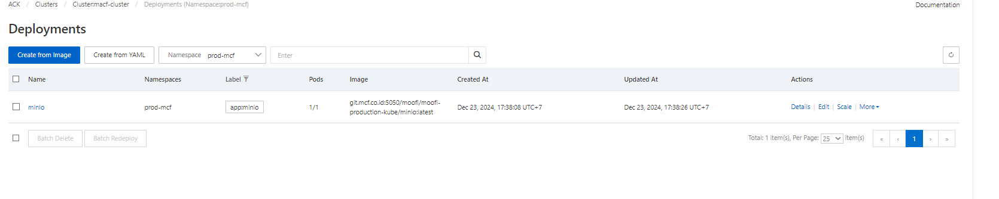 ACK / Clusters / Cluster:macf-cluster / Deployments (Namespace:prod-mcf)
Documentation
Deployments
Create from Image Create from YAML Namespace prod-mcf Enter
Name Namespaces Label Pods Image Created At Updated At Actions
minio prod-mcf app:minio 1/1 git.mcf.co.id:5050/moofi/moofi-
production-kube/minio:latest Dec 23, 2024, 17:38:08 UTC+7 Dec 23, 2024, 17:38:26 UTC+7 Details | Edit | Scale | More
Batch Delete Batch Redeploy Total: 1 item(s), Per Page: 25 item(s) « ‹ 1 › »